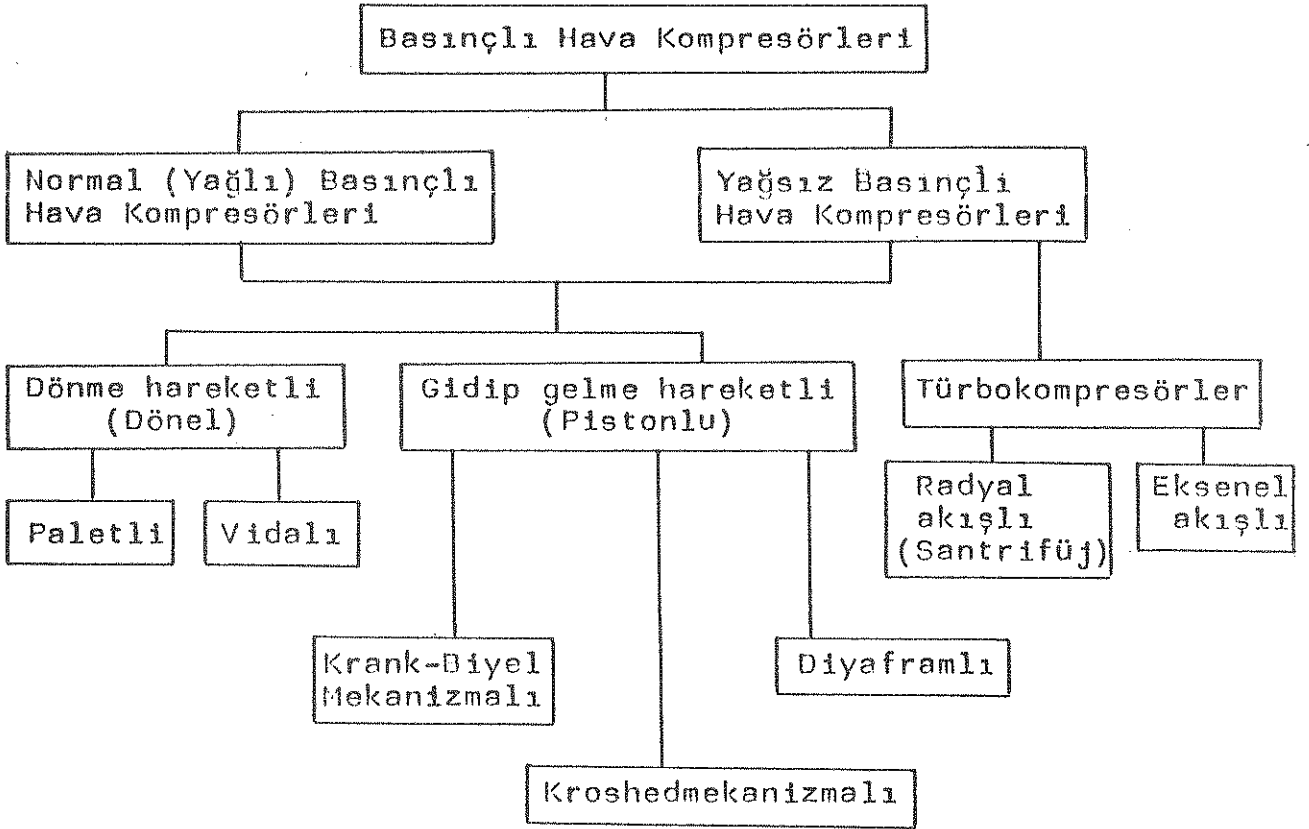 Basınçlı Hava Kompresörleri
Normal (Yağlı) Basınçlı
Hava Kompresörleri
Yağsız Basınçli
Hava Kompresörleri
Dönme hareketli
(Dönel)
Gidip gelme hareketli
(Pistonlu)
Türbokompresörler
Paletli
Vidalı
Radyal
akışlı
(Santrifüj)
Eksenel
akışlı
Krank-Biyel
Mekanizmalı
Diyaframlı
Kroshedmekanizmalı